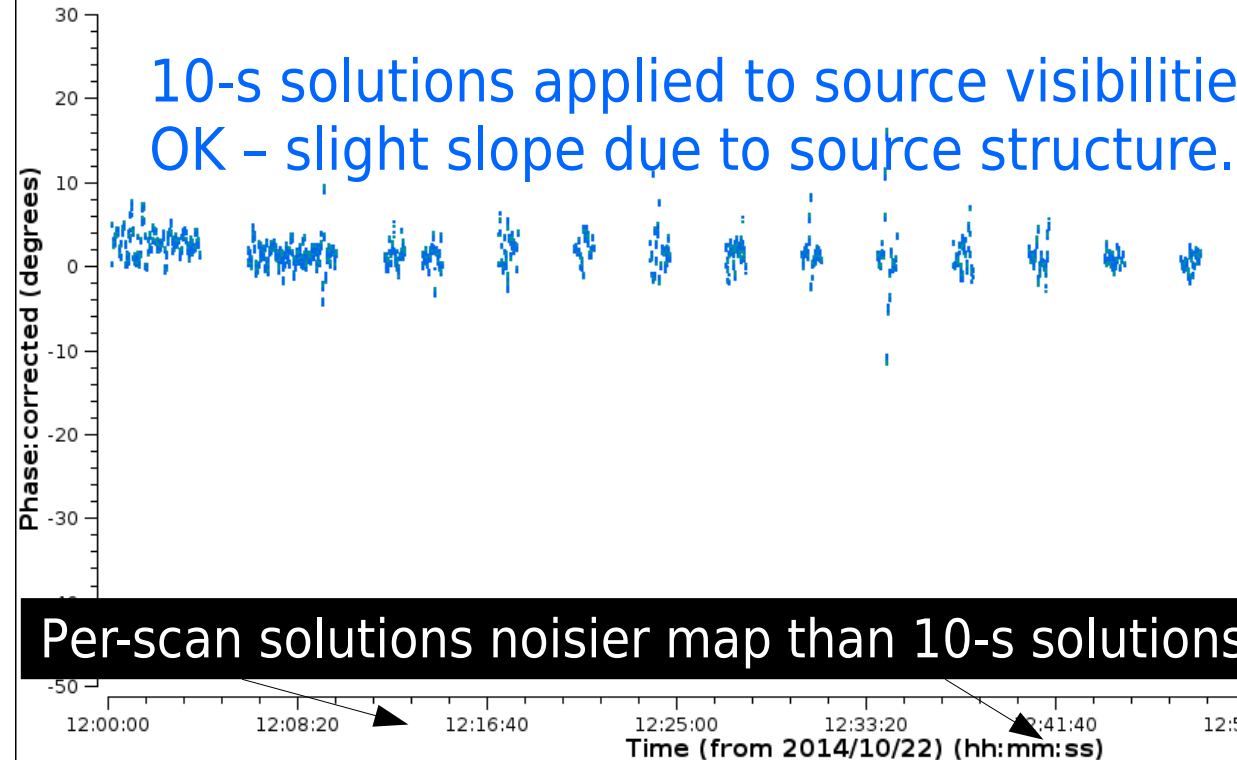 30
10-s solutions applied to source visibilitie
20
OK – slight slope due to source structure.
10
0
-10
-20
-30
Phase:corrected (degrees)
Per-scan solutions noisier map than 10-s solutions
-50
12:00:00 12:08:20 12:16:40 12:25:00 12:33:20 12:41:40
Time (from 2014/10/22) (hh:mm:ss)